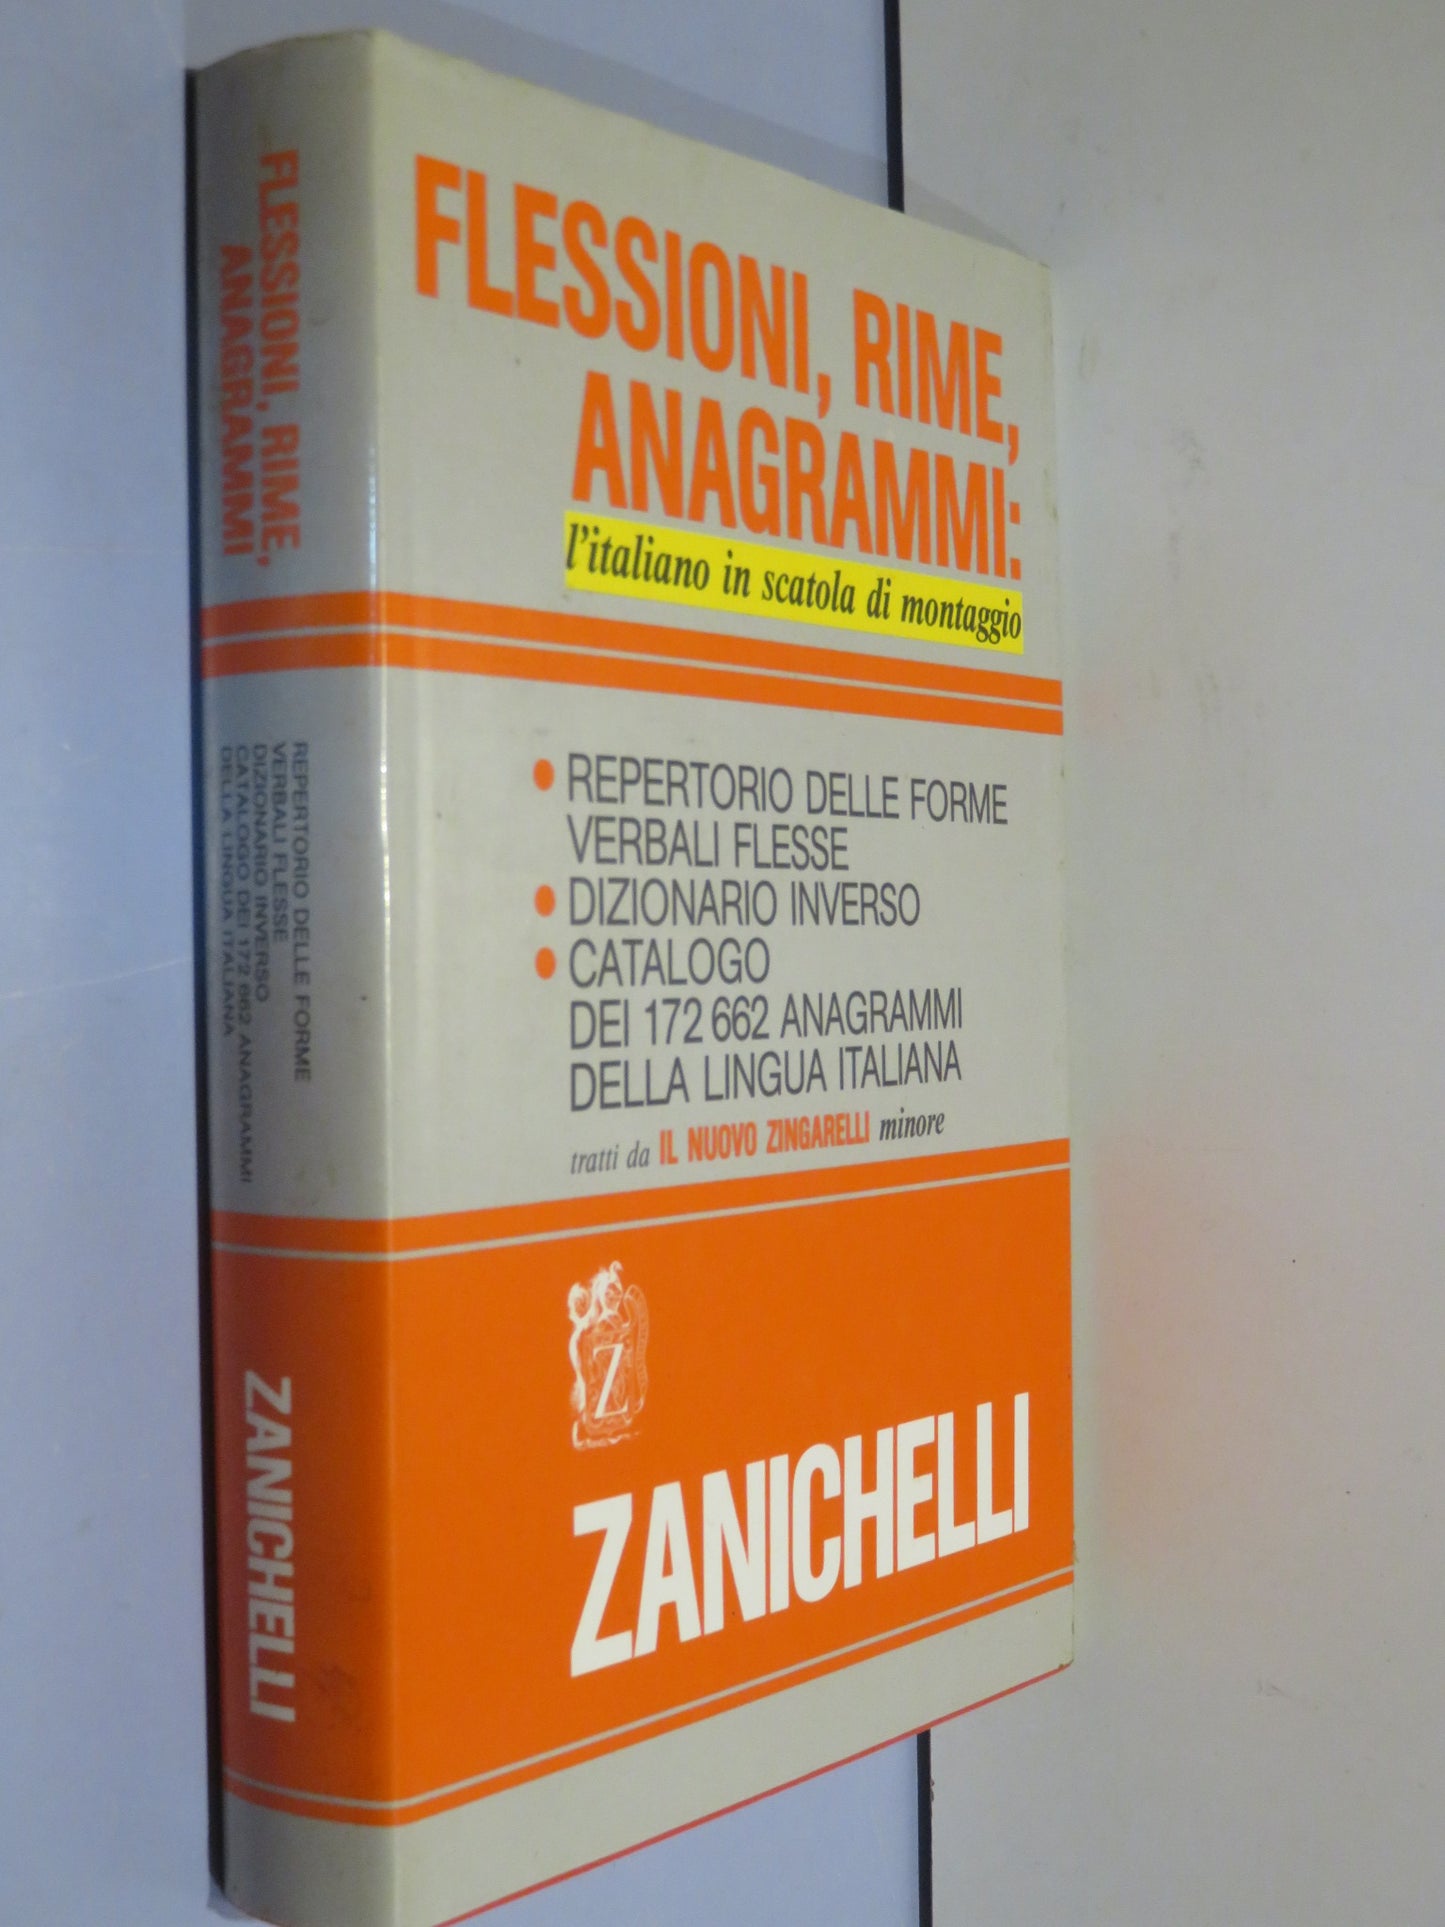 FLESSIONI, RIME,
ANAGRAMMI:
l'italiano in scatola di montaggio
• REPERTORIO DELLE FORME
VERBALI FLESSE
• DIZIONARIO INVERSO
• CATALOGO
DEI 172 662 ANAGRAMMI
DELLA LINGUA ITALIANA
tratti da IL NUOVO ZINGARELLI minore
Z
ZANICHELLI
FLESSIONI, RIME,
ANAGRAMMI
REPERTORIO DELLE FORME
VERBALI FLESSE
DIZIONARIO INVERSO
CATALOGO DEI 172 662 ANAGRAMMI
DELLA LINGUA ITALIANA
ZANICHELLI